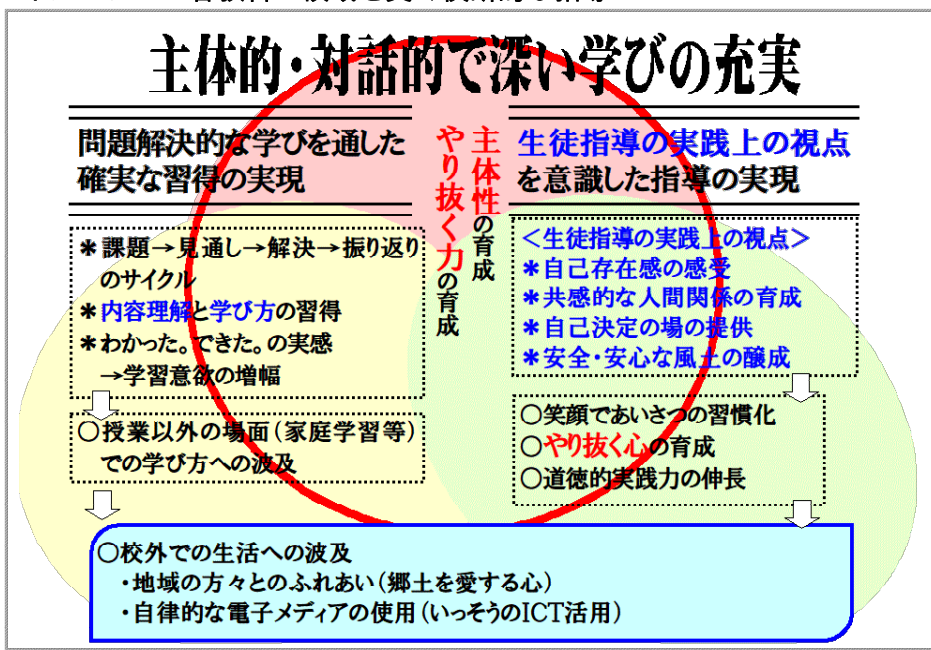 主体的・対話的で深い学びの充実
問題解決的な学びを通した
確実な習得の実現
主体性の育成
やり抜く力の育成
生徒指導の実践上の視点
を意識した指導の実現
＊課題→見通し→解決→振り返り
のサイクル
＊内容理解と学び方の習得
＊わかった。できた。の実感
→学習意欲の増幅
○授業以外の場面（家庭学習等）
での学び方への波及
＜生徒指導の実践上の視点＞
＊自己存在感の感受
＊共感的な人間関係の育成
＊自己決定の場の提供
＊安全・安心な風土の醸成
○笑顔であいさつの習慣化
○やり抜く心の育成
○道徳的実践力の伸長
○校外での生活への波及
・地域の方々とのふれあい（郷土を愛する心）
・自律的な電子メディアの使用（いっそうのICT活用）